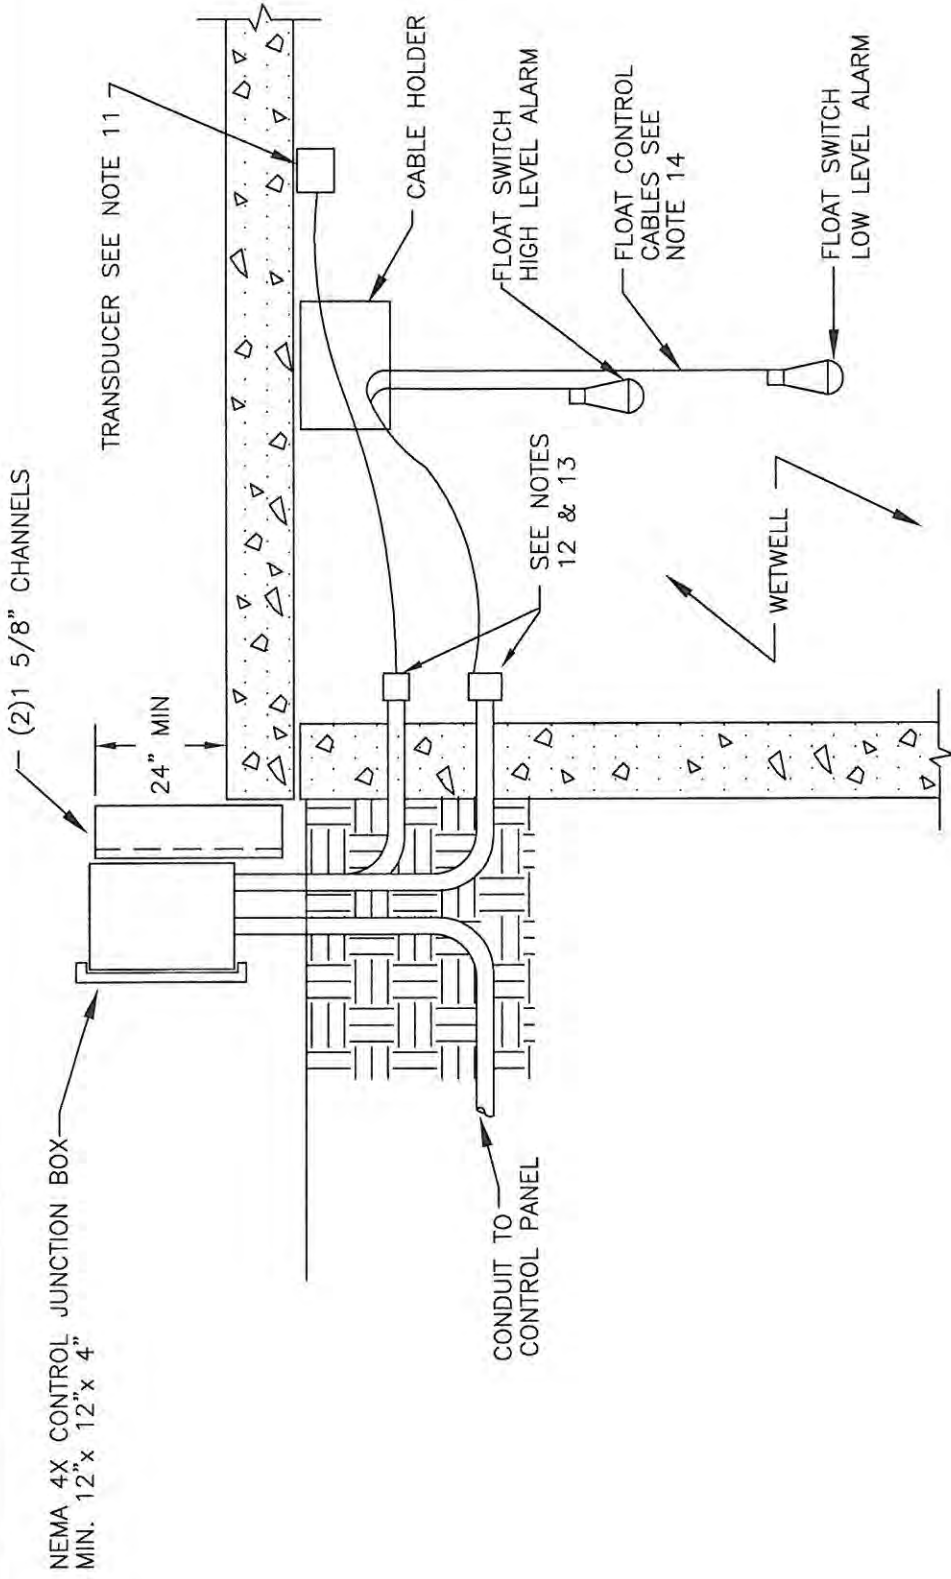 (2)1 5/8" CHANNELS
TRANSDUCER SEE NOTE 11
24" MIN
NEMA 4X CONTROL JUNCTION BOX
MIN. 12"x 12"x 4"
CABLE HOLDER
FLOAT SWITCH
HIGH LEVEL ALARM
SEE NOTES
12 & 13
FLOAT CONTROL
CABLES SEE
NOTE 14
CONDUIT TO
CONTROL PANEL
WETWELL
FLOAT SWITCH
LOW LEVEL ALARM